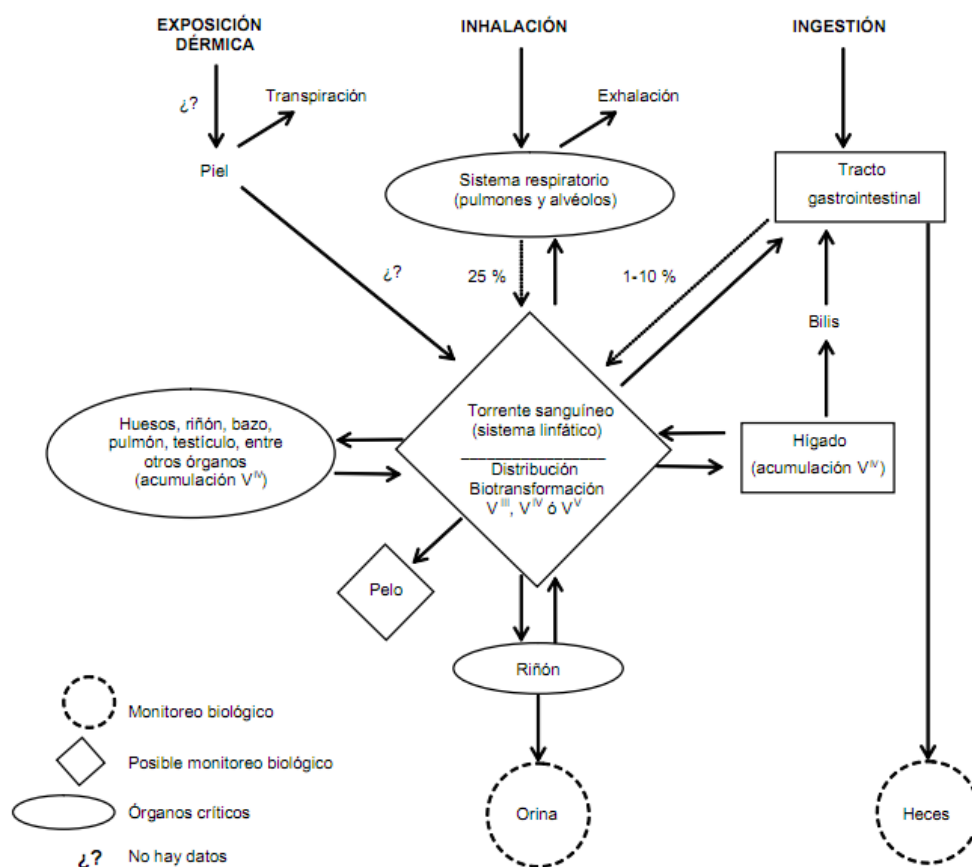 EXPOSICIÓN
DÉRMICA
INHALACIÓN
INGESTIÓN
¿?
Transpiración
Exhalación
Piel
Sistema respiratorio
(pulmones y alvéolos)
Tracto
gastrointestinal
¿?
25 %
1-10 %
Bilis
Huesos, riñón, bazo,
pulmón, testículo, entre
otros órganos
(acumulación V^IV)
Torrente sanguíneo
(sistema linfático)
Distribución
Biotransformación
V^III, V^IV ó V^V
Hígado
(acumulación V^IV)
Pelo
Riñón
Orina
Heces
Monitoreo biológico
Posible monitoreo biológico
Órganos críticos
¿? No hay datos